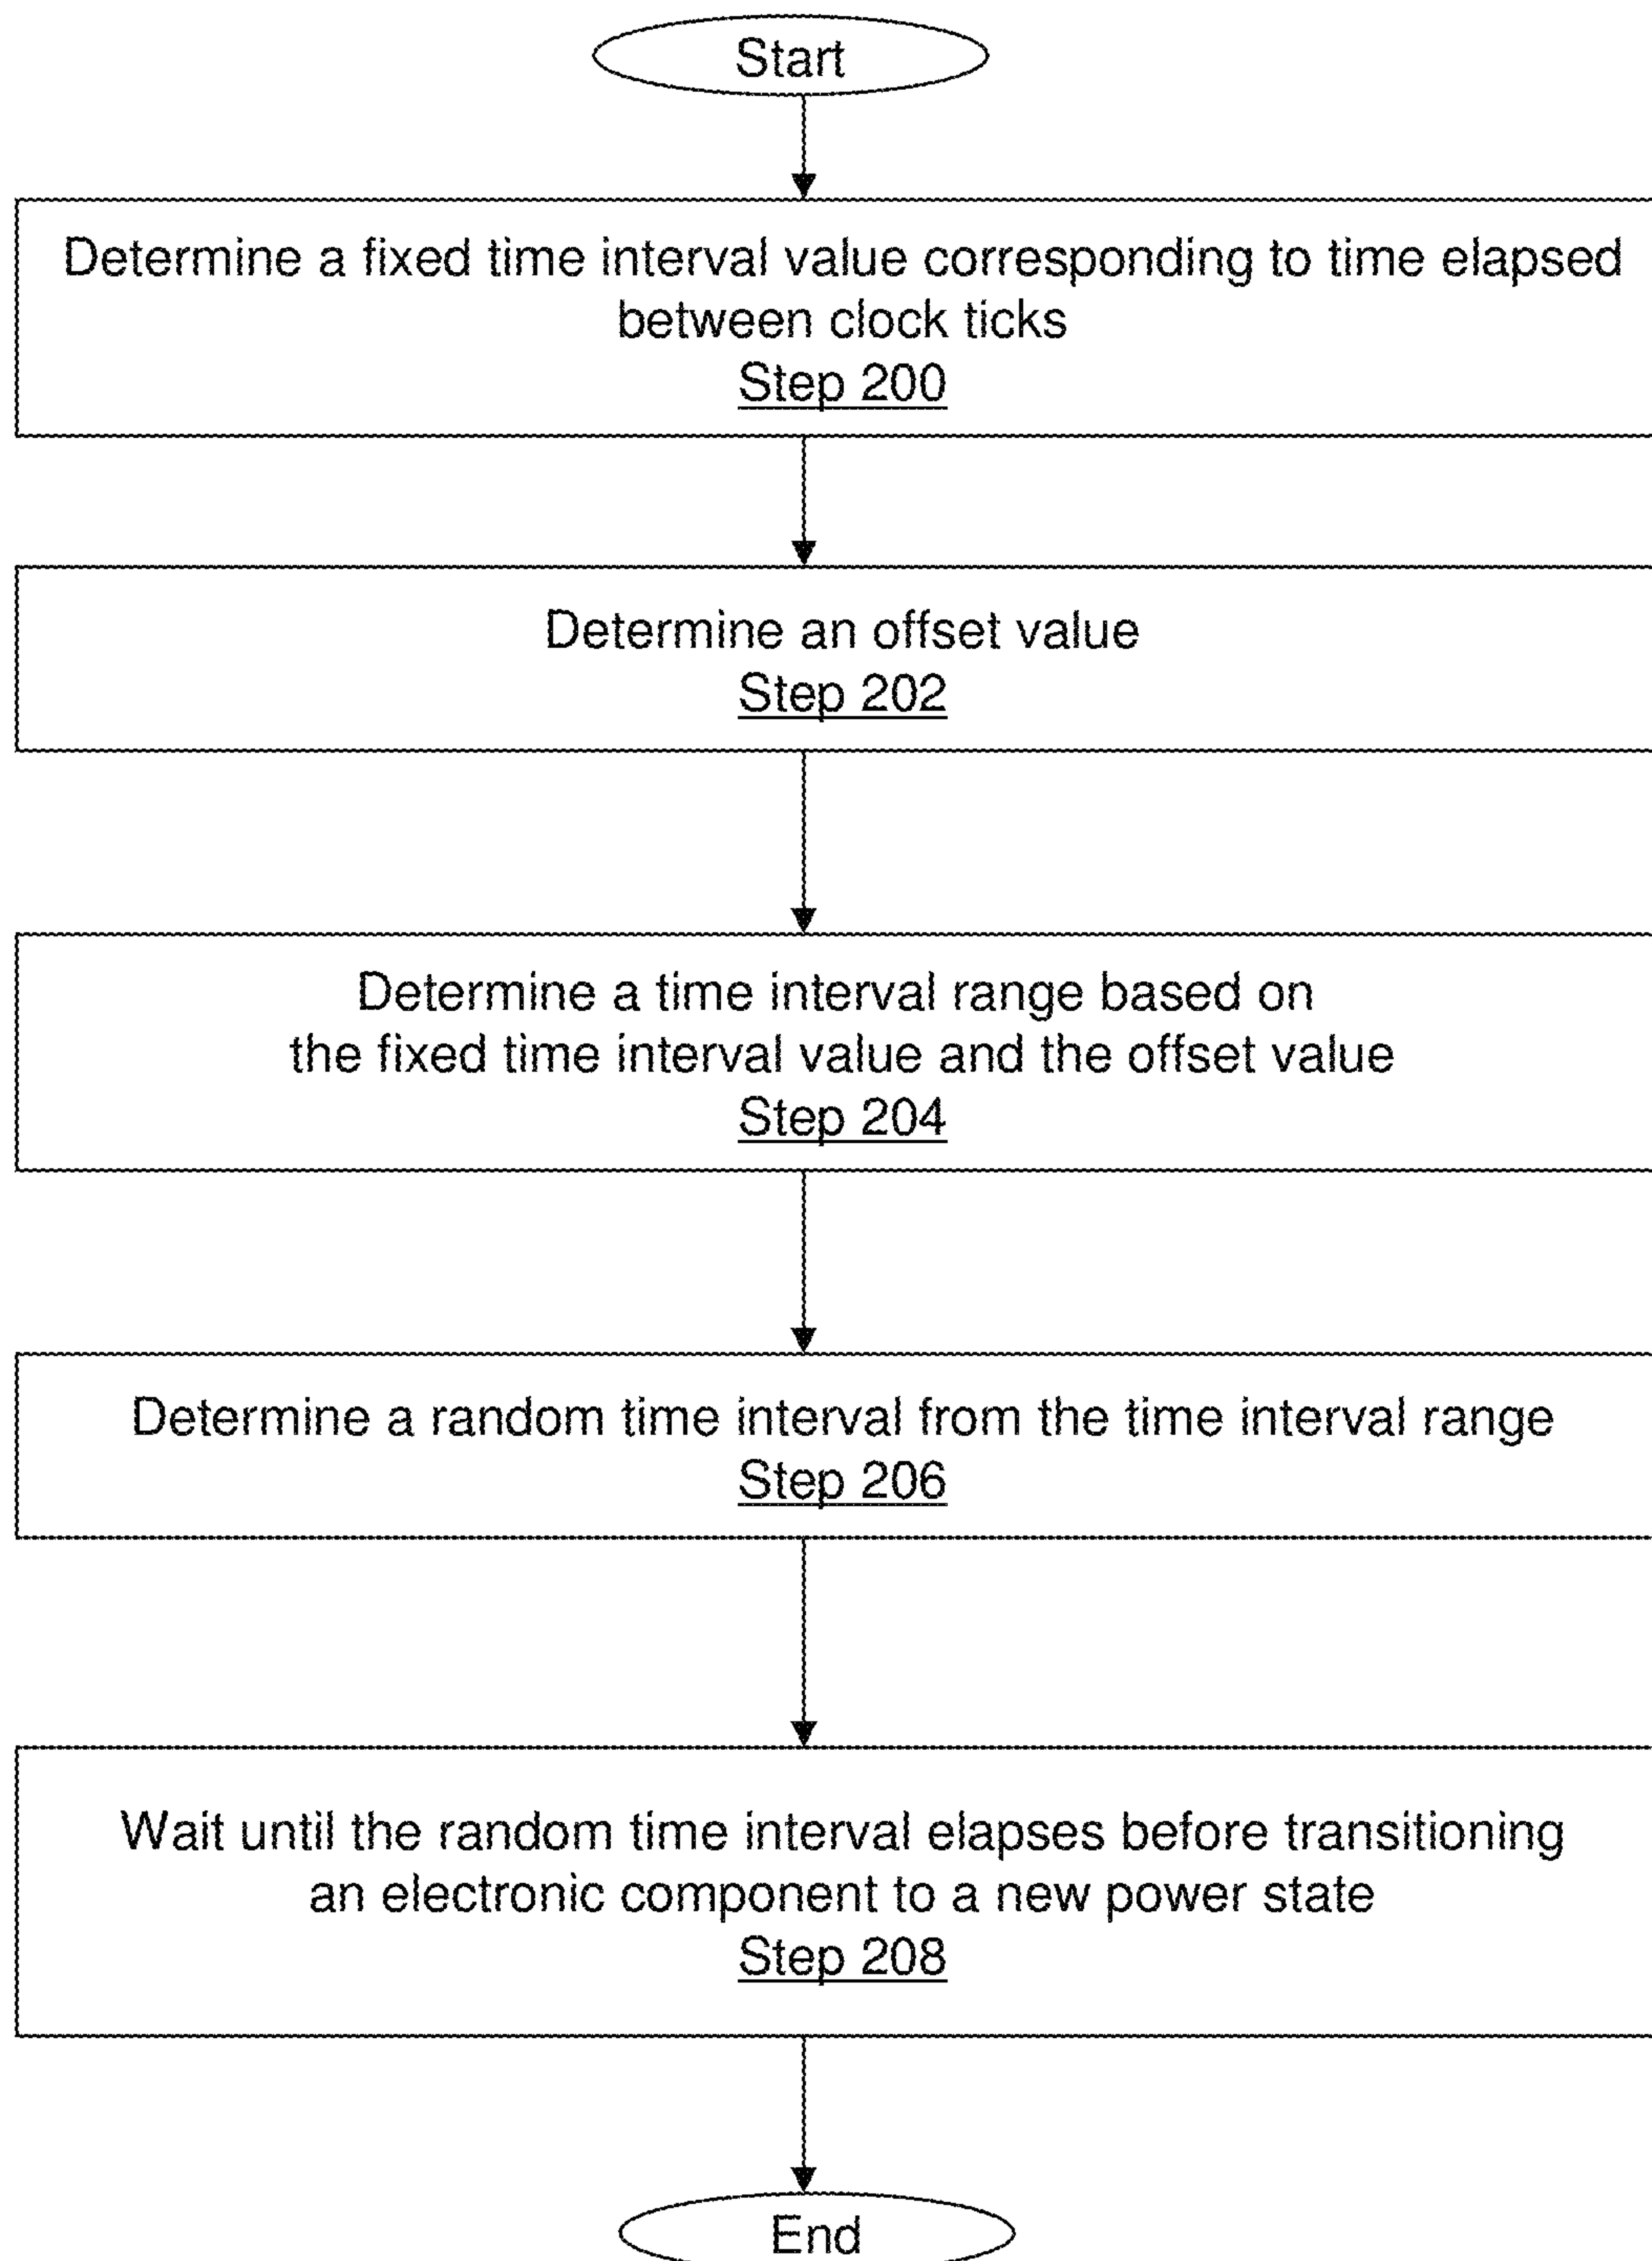 Start
Determine a fixed time interval value corresponding to time elapsed
between clock ticks
Step 200
Determine an offset value
Step 202
Determine a time interval range based on
the fixed time interval value and the offset value
Step 204
Determine a random time interval from the time interval range
Step 206
Wait until the random time interval elapses before transitioning
an electronic component to a new power state
Step 208
End